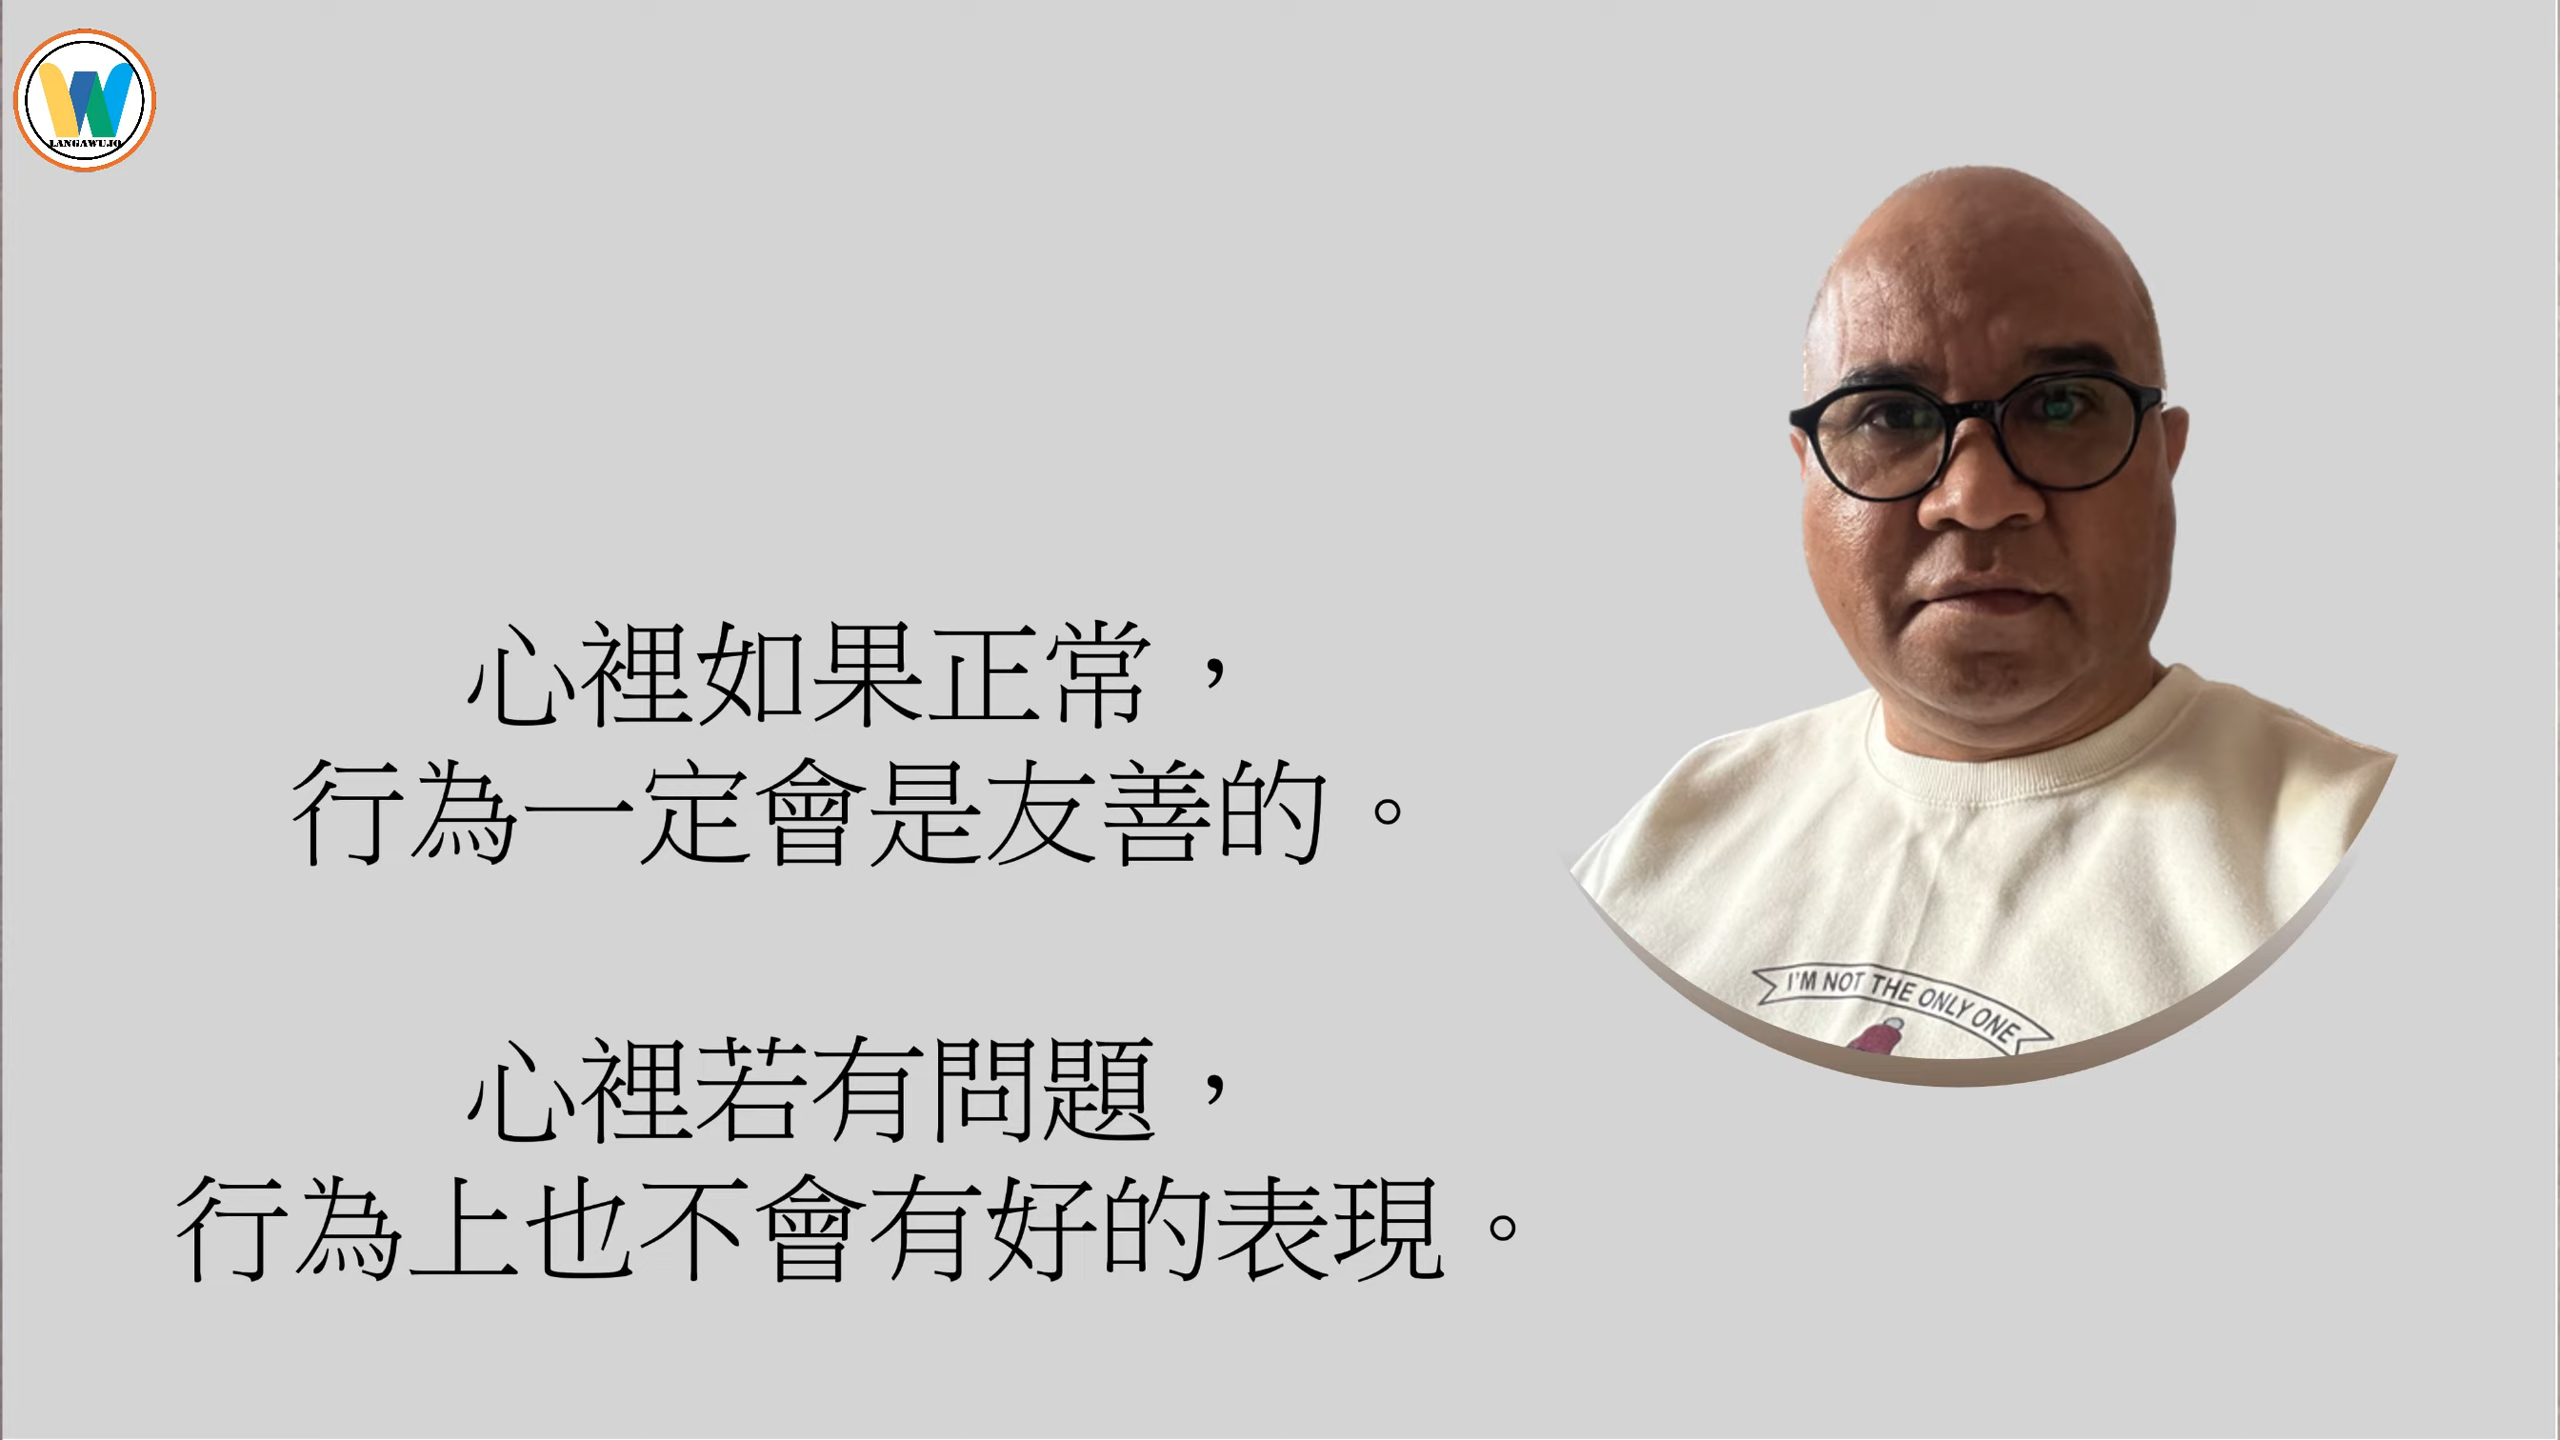 LANGAWUJO
心裡如果正常，
行為一定會是友善的。
心裡若有問題，
行為上也不會有好的表現。
I'M NOT THE ONLY ONE